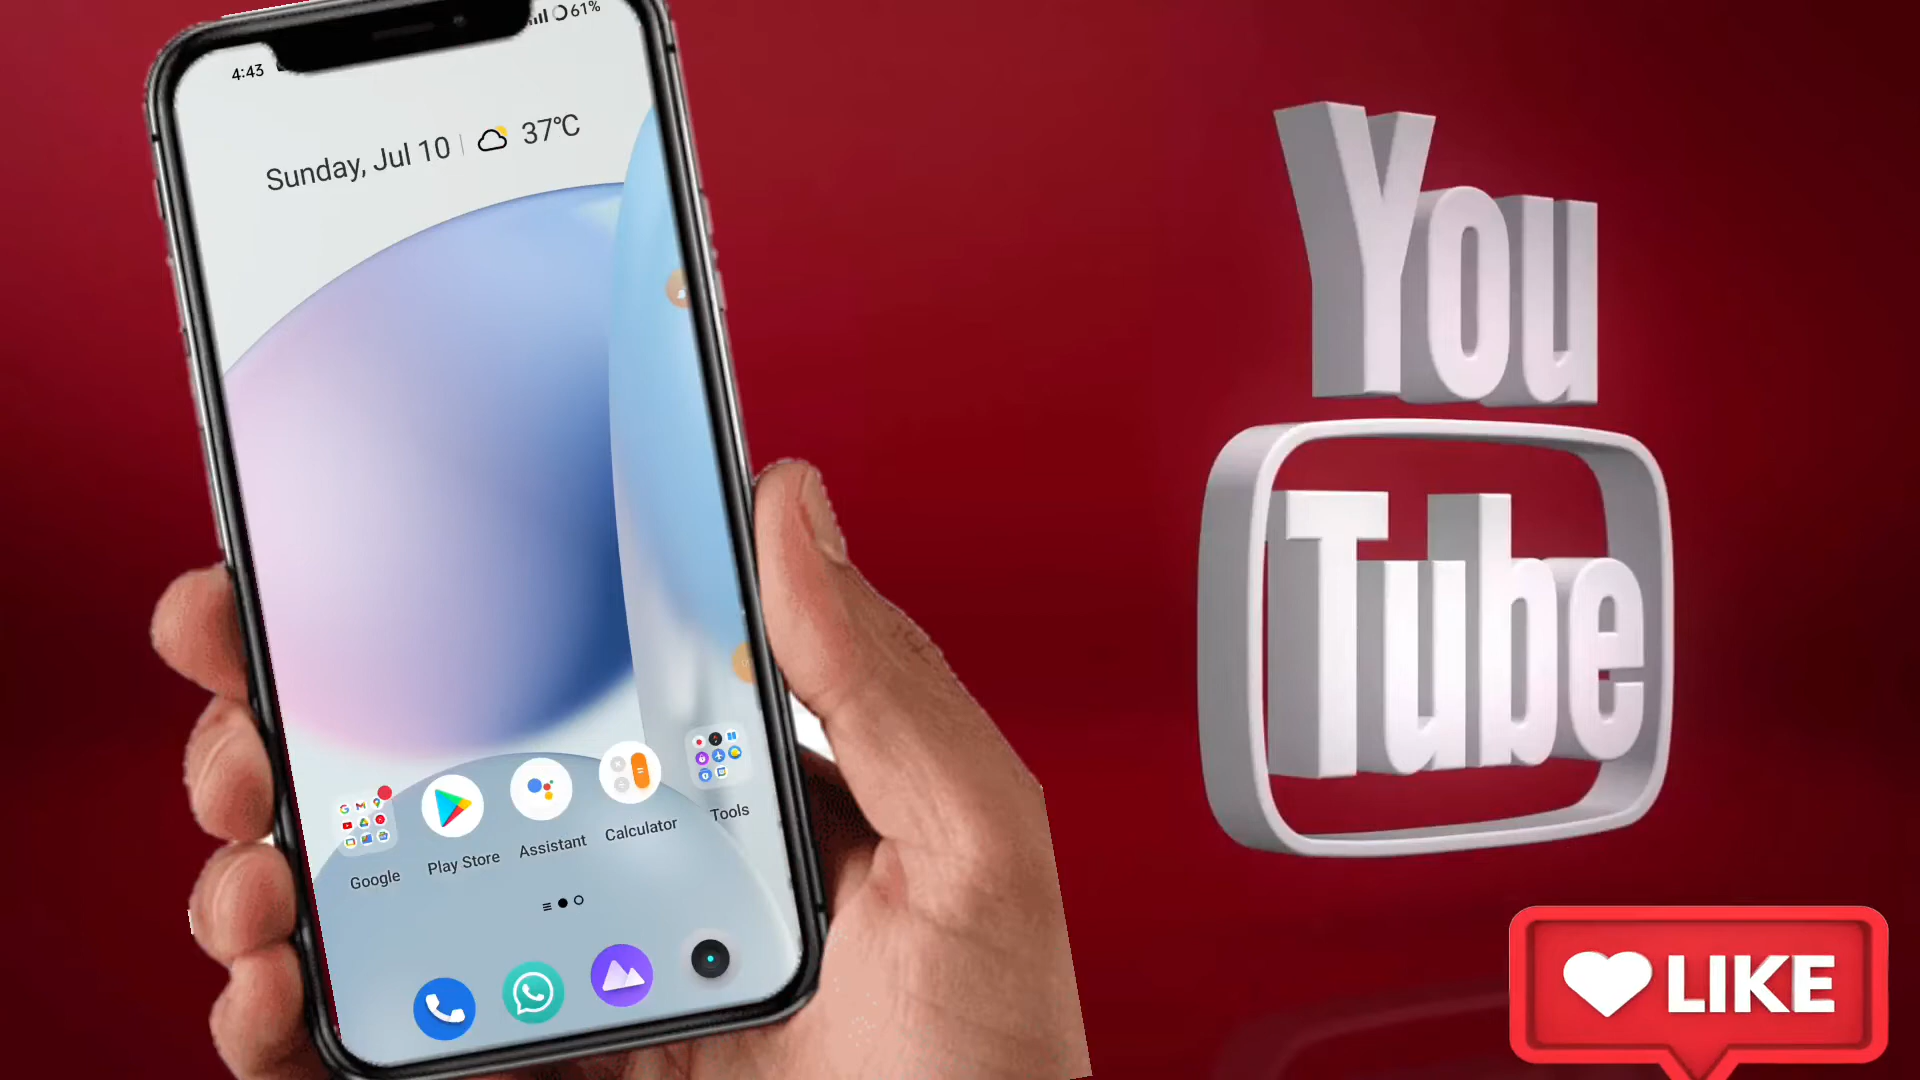 4:43
61%
Sunday, Jul 10
37°C
Google
Play Store
Assistant
Calculator
Tools
You
Tube
LIKE